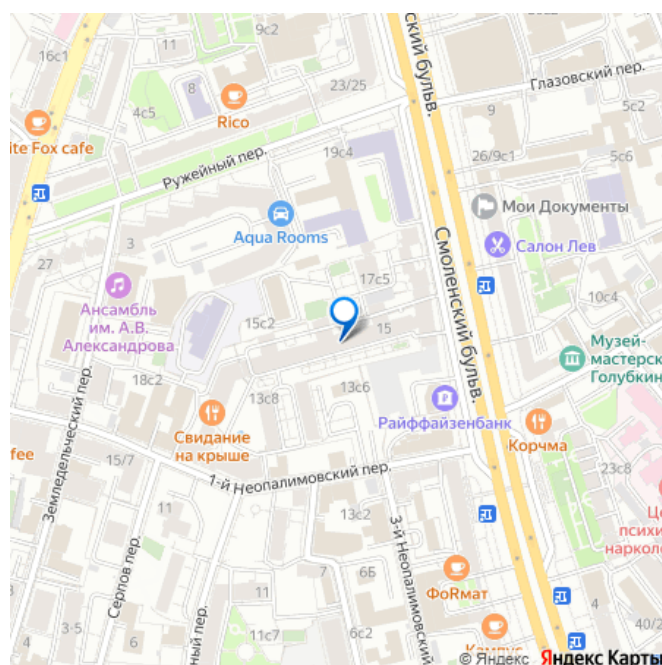 16с1
11
9с2
8
4с5
Rico
23/25
2с2
Глазовский пер.
9
5с2
ite Fox cafe
Ружейный пер.
19с4
26/9с1
5с6
Смоленский бульв.
Мои Документы
Aqua Rooms
Салон Лев
3
27
17с5
Ансамбль
им. А.В.
Александрова
15с2
15
10с4
Музей-
мастерск
Голубкин
18с2
13с6
13с8
Райффайзенбанк
Свидание
на крыше
Корчма
fee
Земледельческий пер.
15/7
1-й Неопалимовский пер.
23с8
13с2
11
Серпов пер.
3-й Неопалимовский
Це
психи
нарколо
7
6Б
ФоRмат
4
3-5
6
ный пер.
11с7
Кампус
40/2
© Яндекс Яндекс Карты